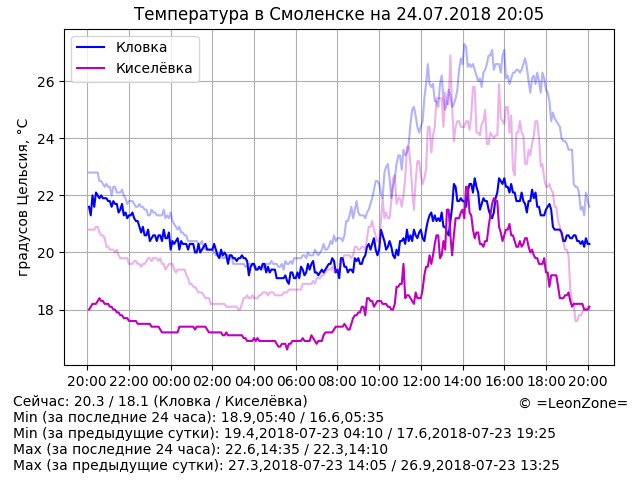 Температура в Смоленске на 24.07.2018 20:05
Кловка
Киселёвка
градусов Цельсия, °C
26
24
22
20
18
20:00 22:00 00:00 02:00 04:00 06:00 08:00 10:00 12:00 14:00 16:00 18:00 20:00
Сейчас: 20.3 / 18.1 (Кловка / Киселёвка)
© =LeonZone=
Min (за последние 24 часа): 18.9,05:40 / 16.6,05:35
Min (за предыдущие сутки): 19.4,2018-07-23 04:10 / 17.6,2018-07-23 19:25
Max (за последние 24 часа): 22.6,14:35 / 22.3,14:10
Max (за предыдущие сутки): 27.3,2018-07-23 14:05 / 26.9,2018-07-23 13:25